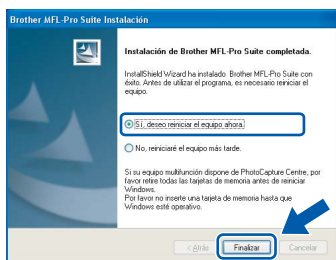 Brother MFL-Pro Suite Instalación
Instalación de Brother MFL-Pro Suite completada.
InstallShield Wizard ha instalado Brother MFL-Pro Suite con
éxito. Antes de utilizar el programa, es necesario reiniciar el
equipo.
Sí, deseo reiniciar el equipo ahora.
No, reiniciaré el equipo más tarde.
Si su equipo multifunción dispone de PhotoCapture Centre, por
favor retire todas las tarjetas de memoria antes de reiniciar
Windows.
Por favor no inserte una tarjeta de memoria hasta que
Windows esté operativo.
< Atrás
Finalizar
Cancelar